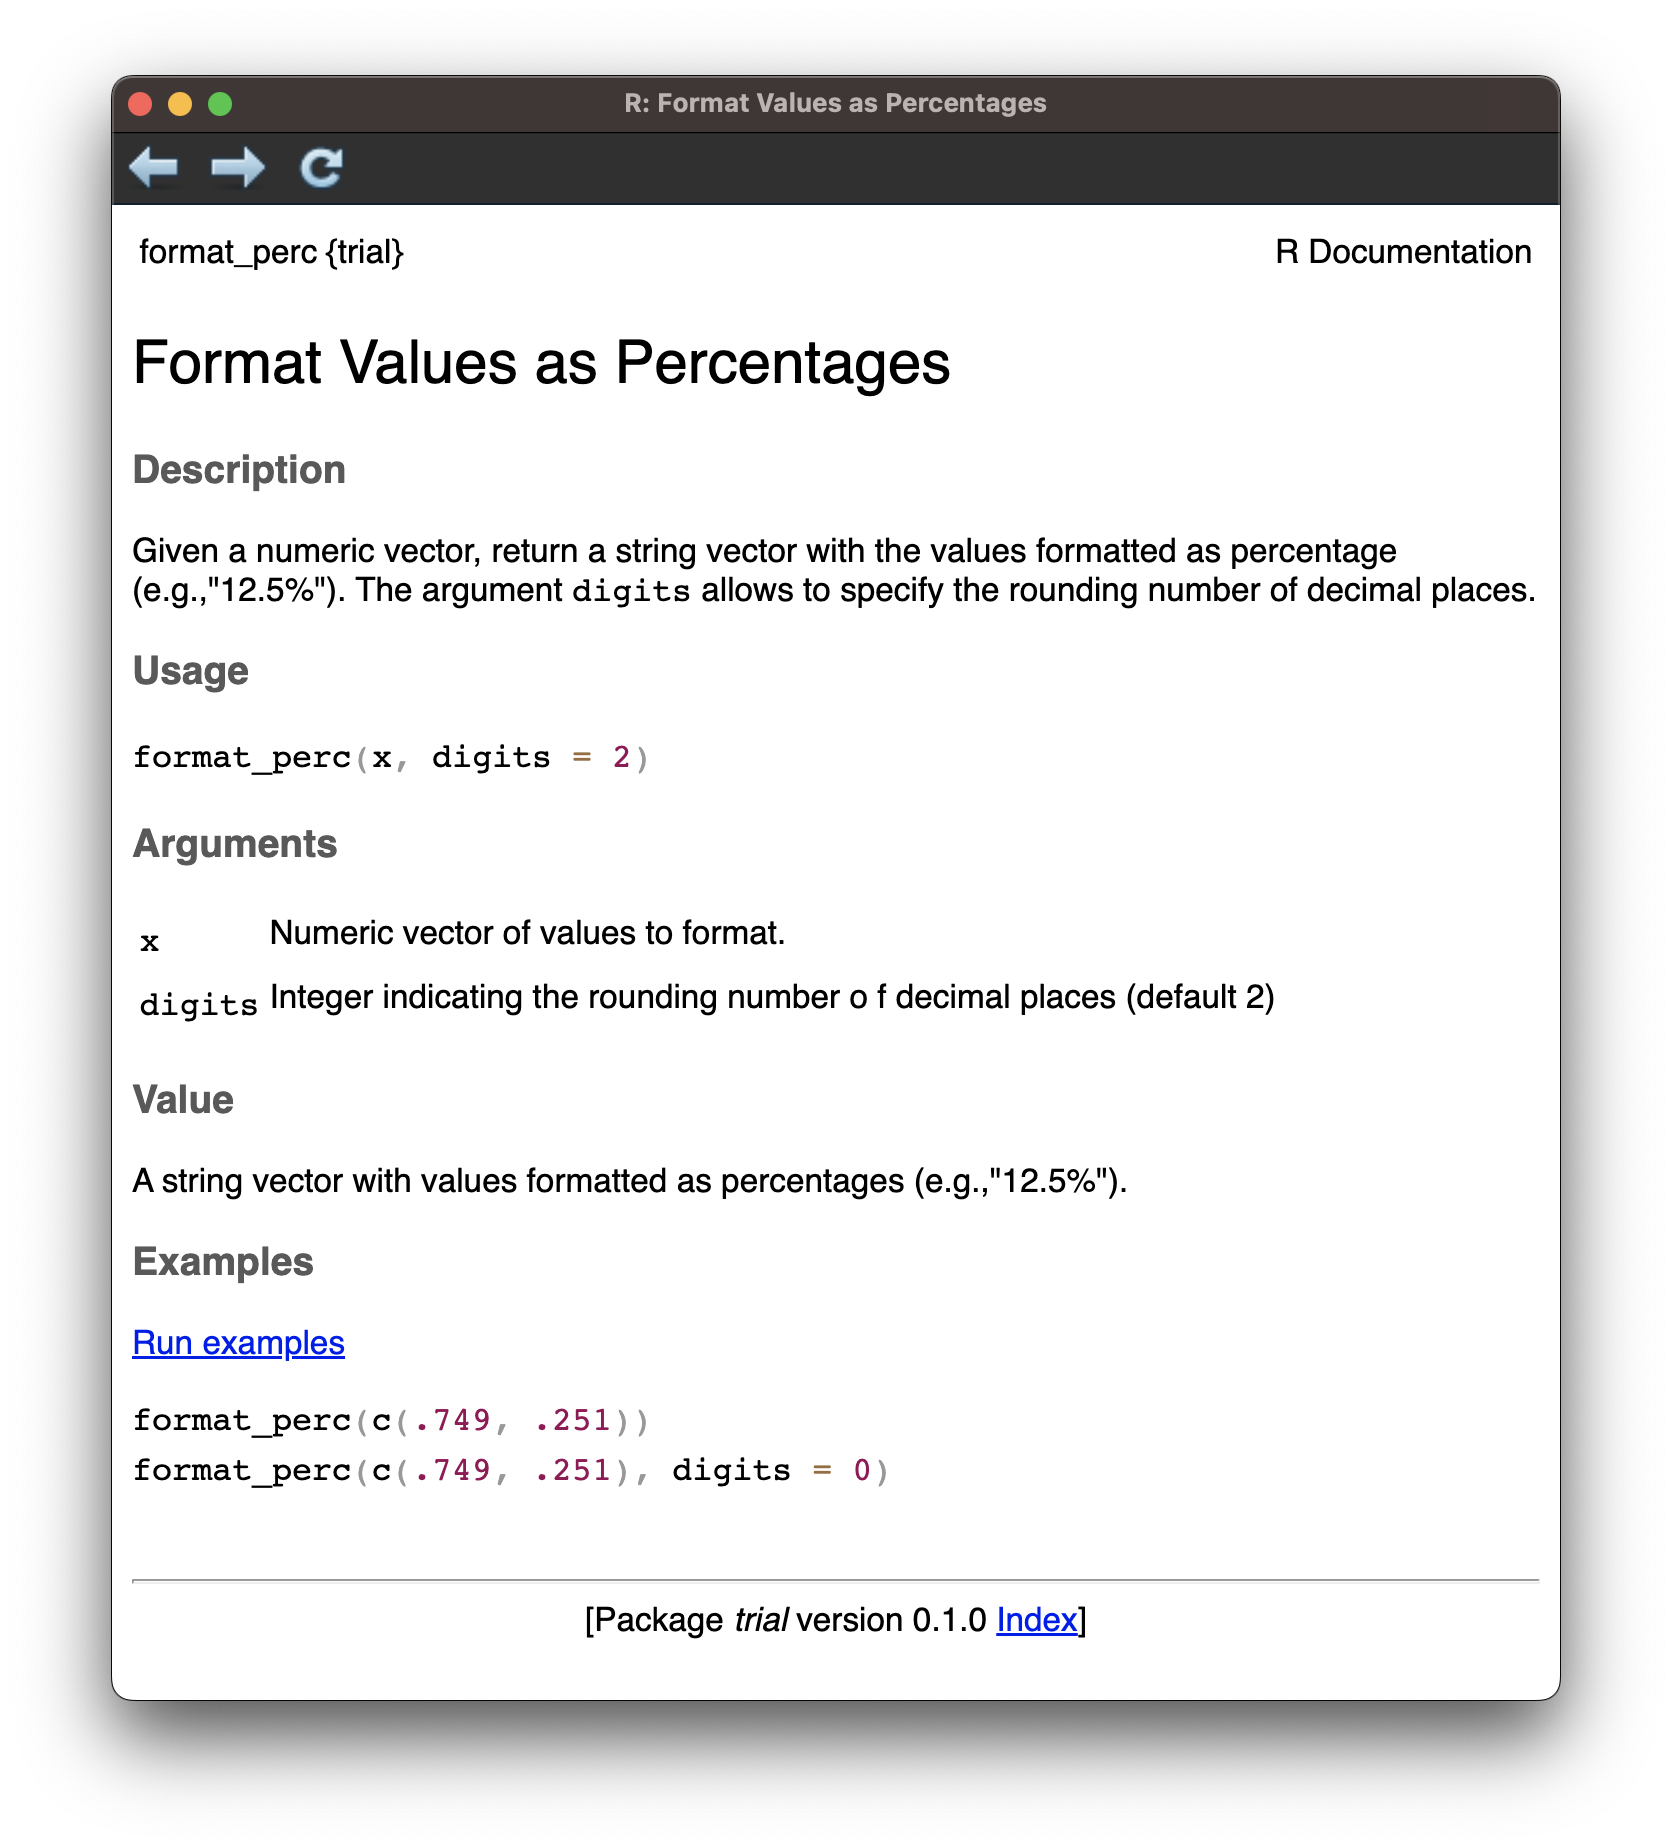 R: Format Values as Percentages
format_perc {trial} R Documentation
Format Values as Percentages
Description
Given a numeric vector, return a string vector with the values formatted as percentage
(e.g.,"12.5%"). The argument digits allows to specify the rounding number of decimal places.
Usage
format_perc(x, digits = 2)
Arguments
x Numeric vector of values to format.
digits Integer indicating the rounding number o f decimal places (default 2)
Value
A string vector with values formatted as percentages (e.g.,"12.5%").
Examples
Run examples
format_perc(c(.749, .251))
format_perc(c(.749, .251), digits = 0)
[Package trial version 0.1.0 Index]